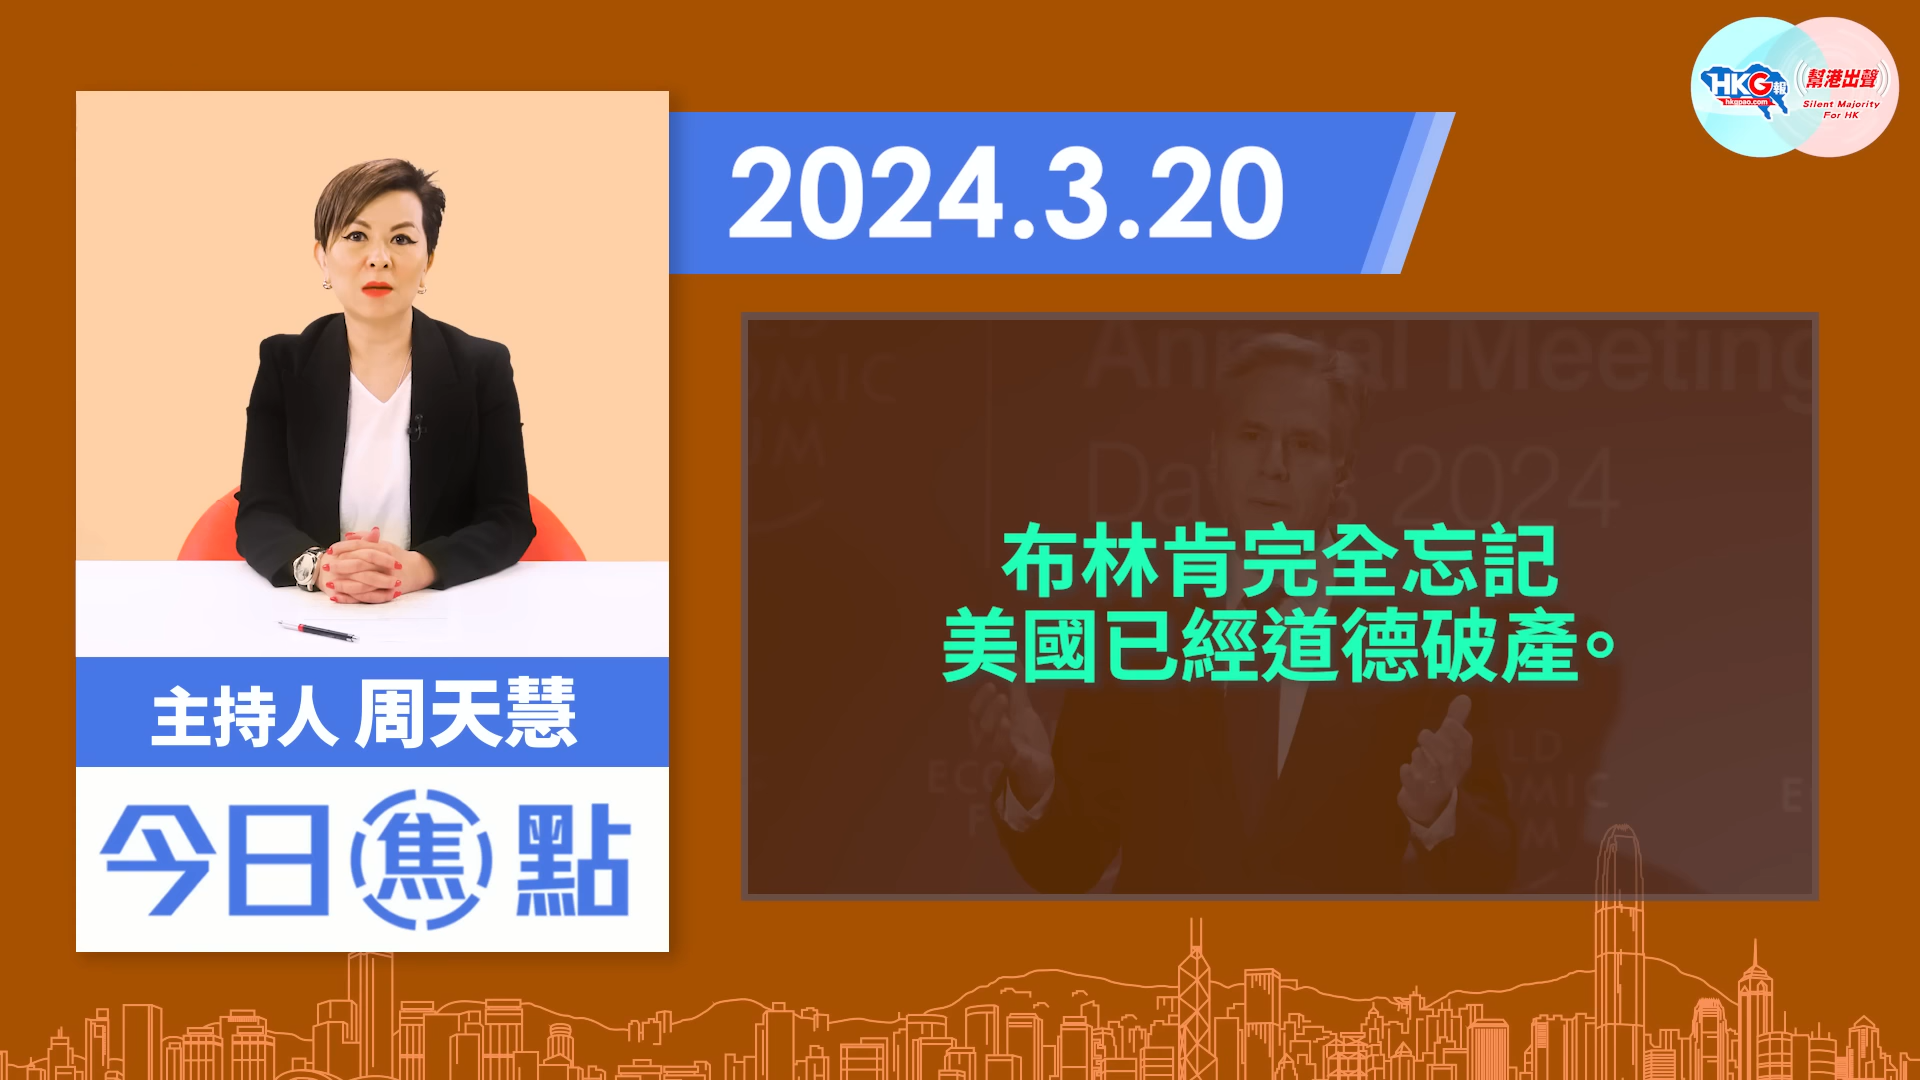 HKG報
hkgpao.com
幫港出聲
Silent Majority
For HK
2024.3.20
Annual Meeting
Davos 2024
布林肯完全忘記
美國已經道德破產。
主持人 周天慧
今日焦點